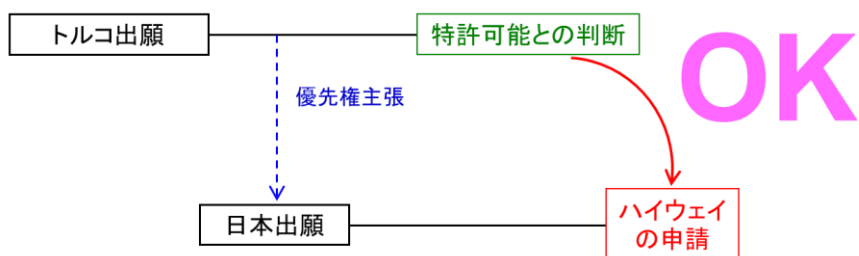 トルコ出願
特許可能との判断
OK
優先権主張
日本出願
ハイウェイ
の申請